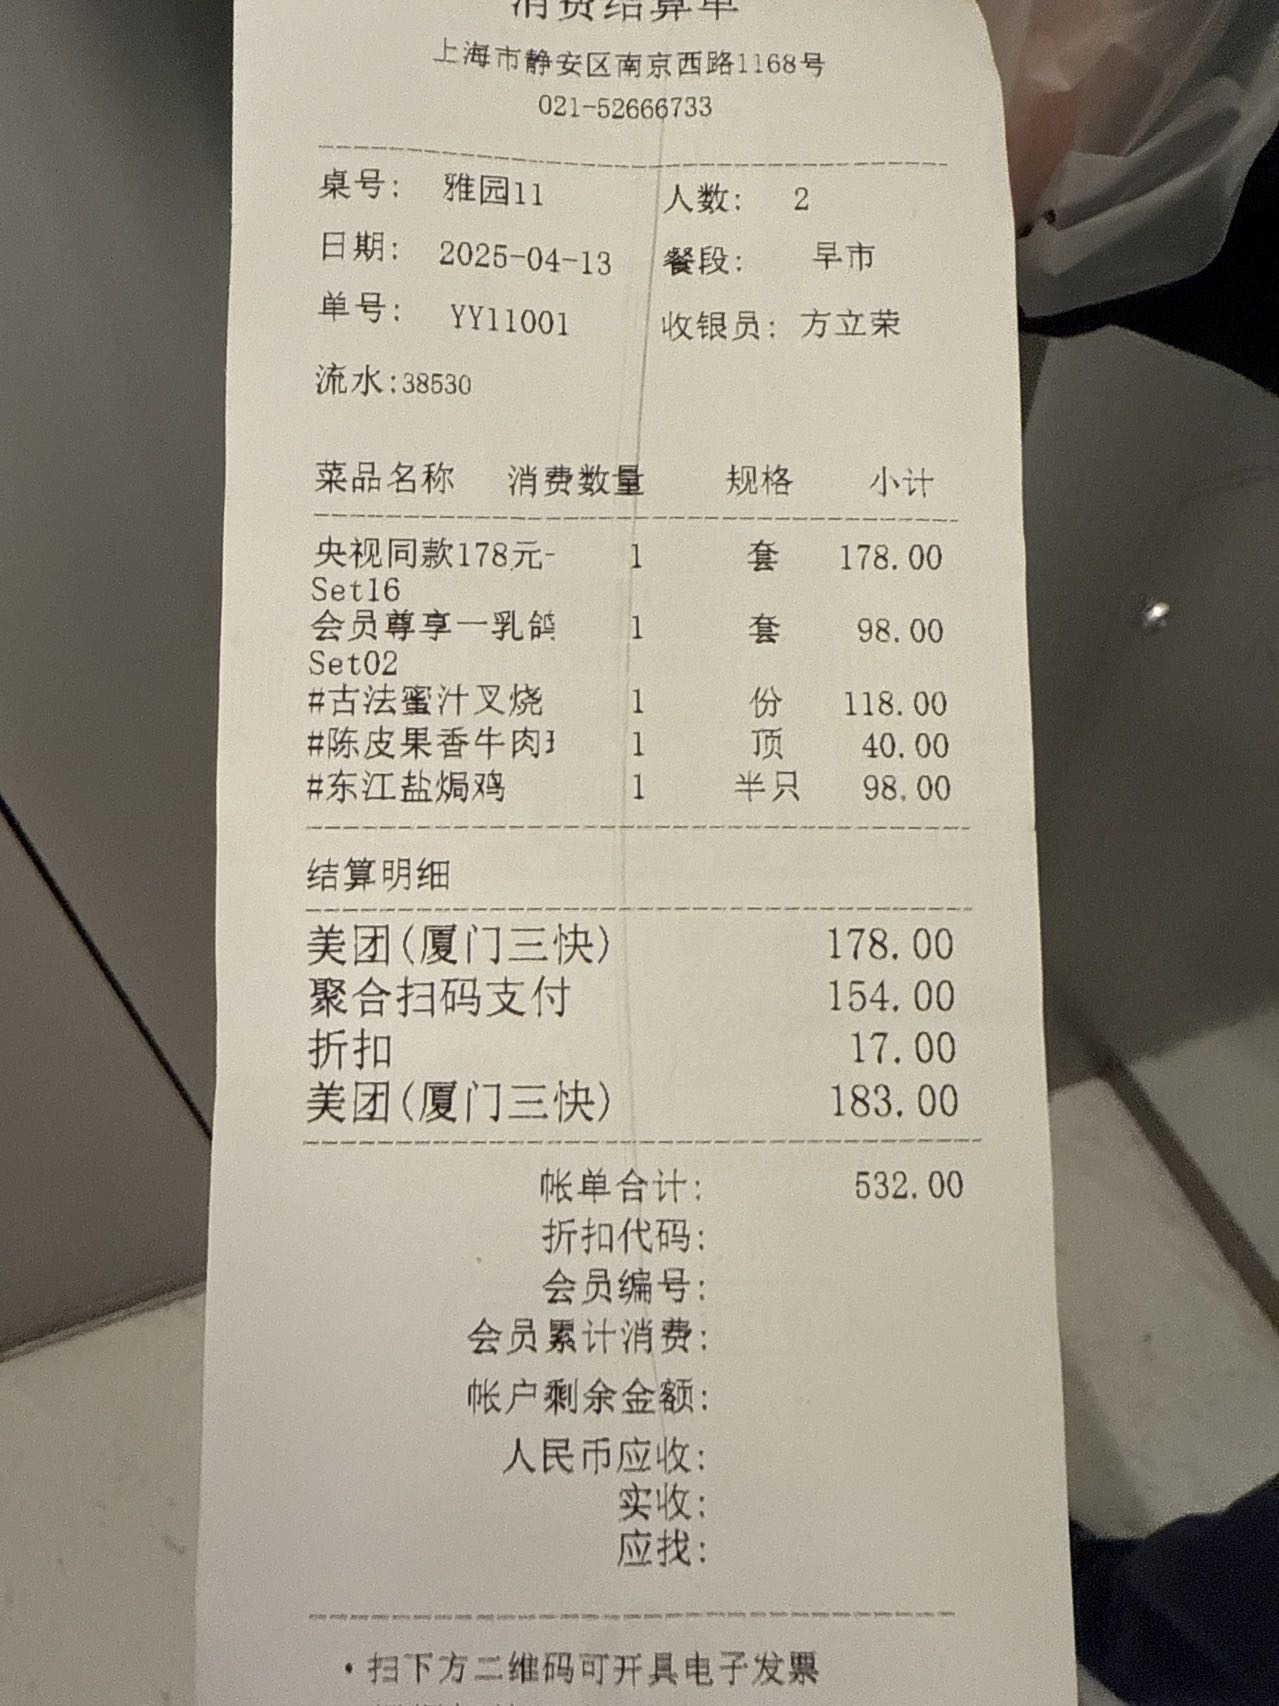 消费结算单
上海市静安区南京西路1168号
021-52666733
桌号: 雅园11 人数: 2
日期: 2025-04-13 餐段: 早市
单号: YY11001 收银员: 方立荣
流水:38530
菜品名称 消费数量 规格 小计
央视同款178元- 1 套 178.00
Set16
会员尊享一乳鸽 1 套 98.00
Set02
#古法蜜汁叉烧 1 份 118.00
#陈皮果香牛肉 1 顶 40.00
#东江盐焗鸡 1 半只 98.00
结算明细
美团(厦门三快) 178.00
聚合扫码支付 154.00
折扣 17.00
美团(厦门三快) 183.00
帐单合计: 532.00
折扣代码:
会员编号:
会员累计消费:
帐户剩余金额:
人民币应收:
实收:
应找:
·扫下方二维码可开具电子发票